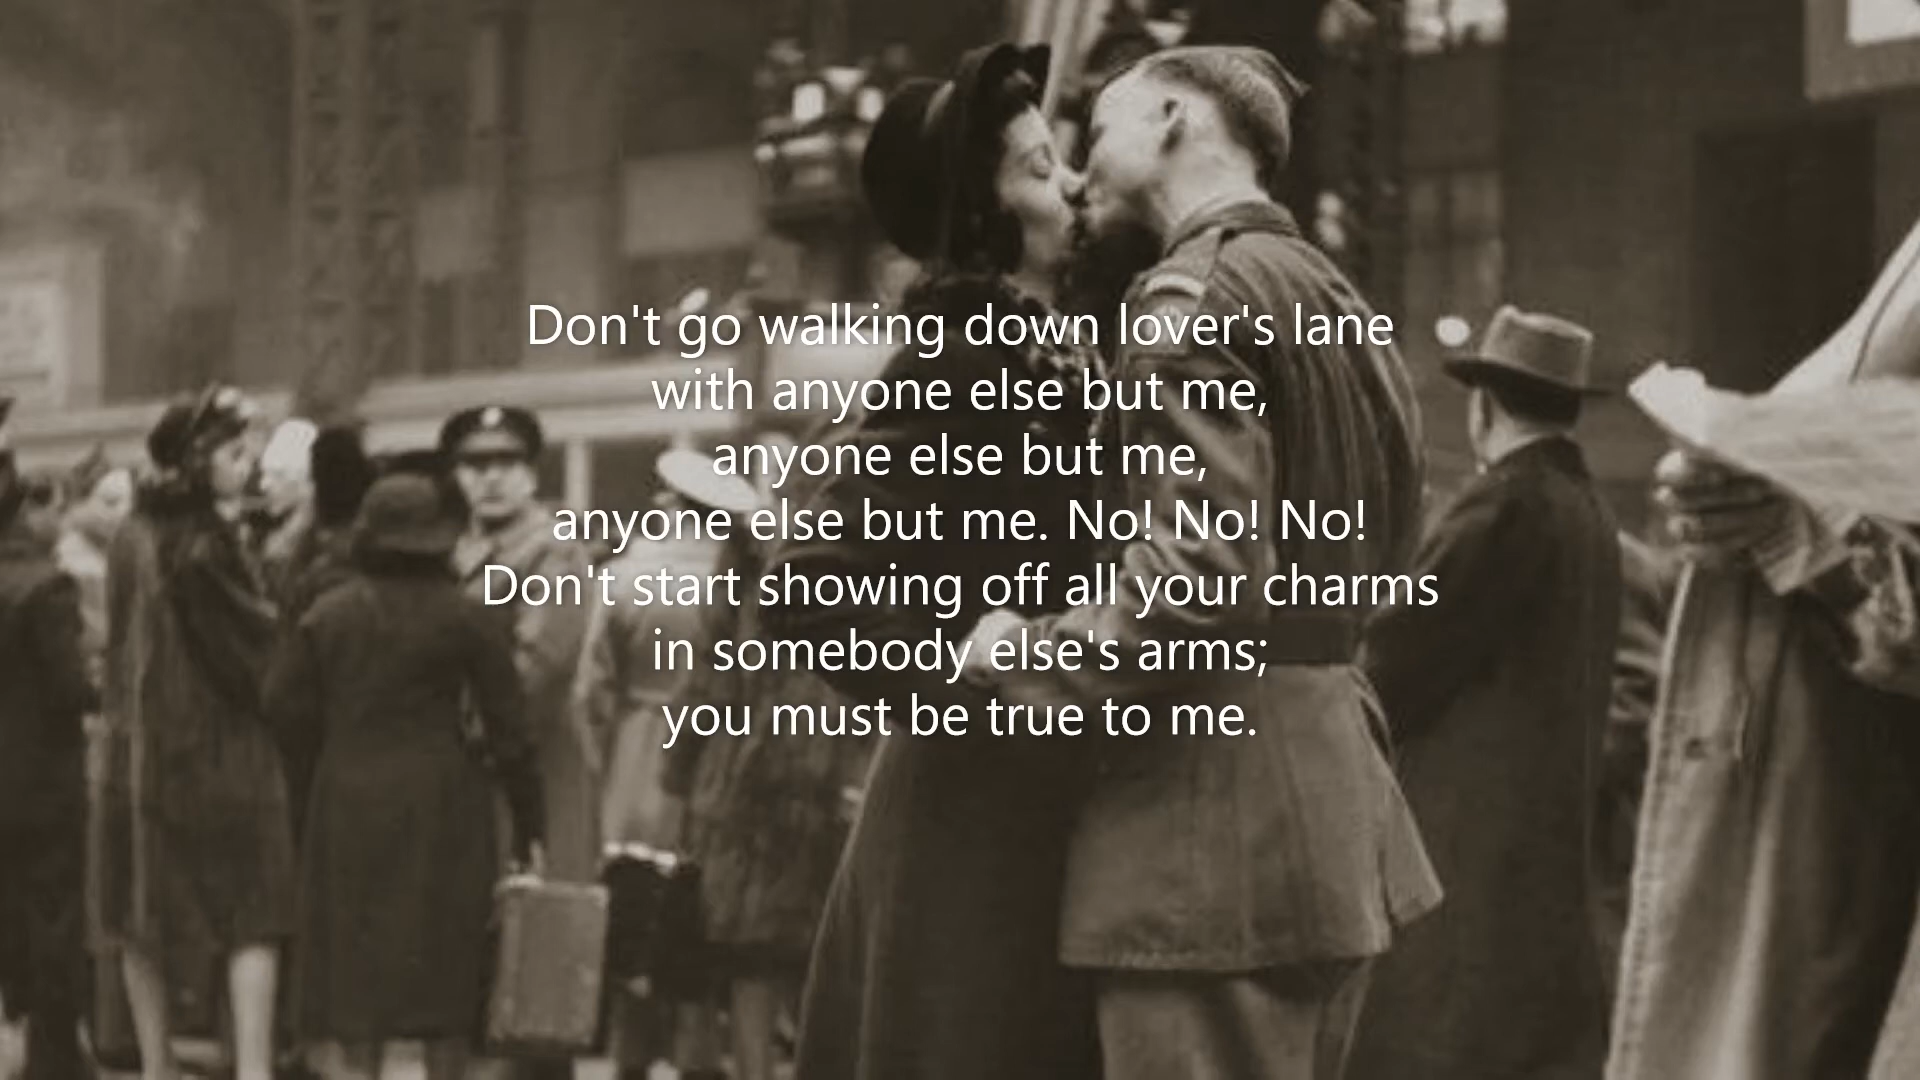 Don't go walking down lover's lane
with anyone else but me,
anyone else but me,
anyone else but me. No! No! No!
Don't start showing off all your charms
in somebody else's arms;
you must be true to me.